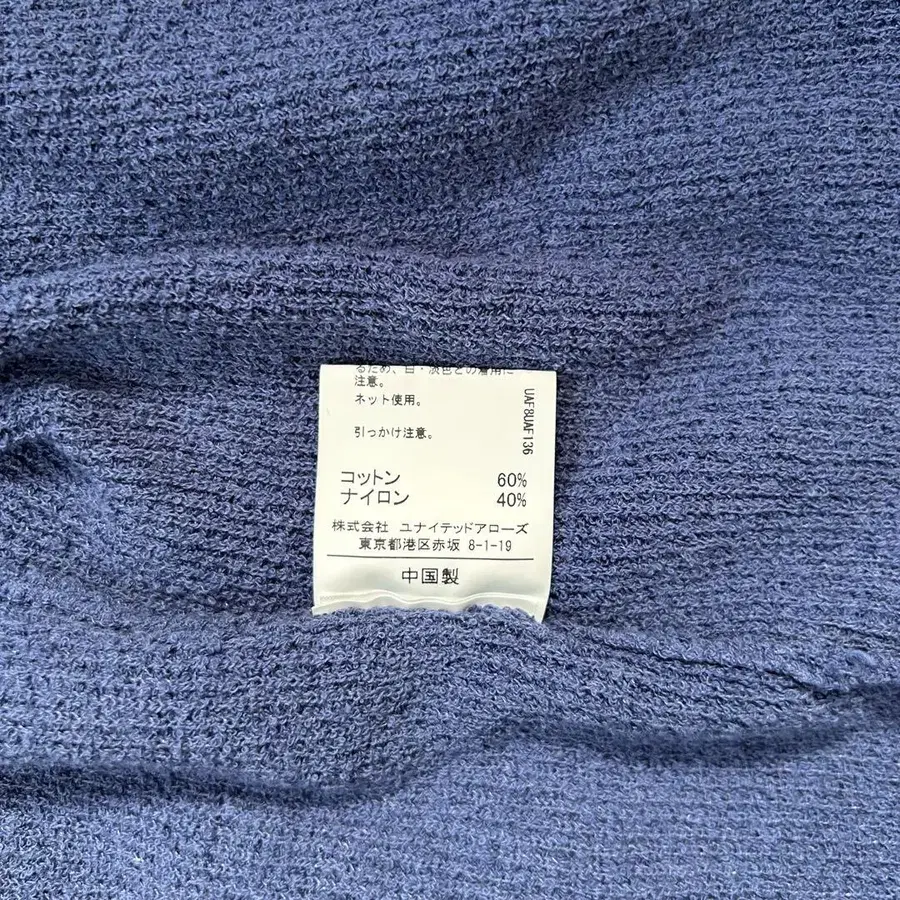 るため、白・淡色との着用に
注意。
ネット使用。
引っかけ注意。
UAF8UAF136
コットン 60%
ナイロン 40%
株式会社 ユナイテッドアローズ
東京都港区赤坂 8-1-19
中国製